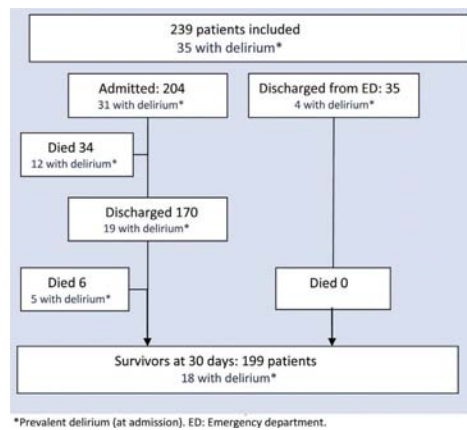 239 patients included
35 with delirium*
Admitted: 204
31 with delirium*
Discharged from ED: 35
4 with delirium*
Died 34
12 with delirium*
Discharged 170
19 with delirium*
Died 6
5 with delirium*
Died 0
Survivors at 30 days: 199 patients
18 with delirium*
*Prevalent delirium (at admission). ED: Emergency department.